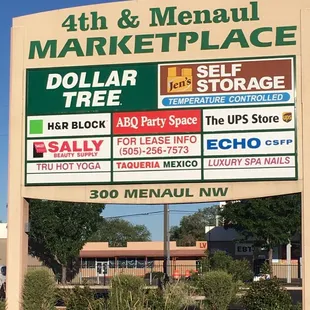 4th & Menaul
MARKETPLACE
DOLLAR
TREE
Jen's
SELF
STORAGE
TEMPERATURE CONTROLLED
H&R BLOCK
ABQ Party Space
The UPS Store
SALLY
BEAUTY SUPPLY
FOR LEASE INFO
(505)-256-7573
ECHO CSFP
TRU HOT YOGA
TAQUERIA MEXICO
LUXURY SPA NAILS
300 MENAUL NW